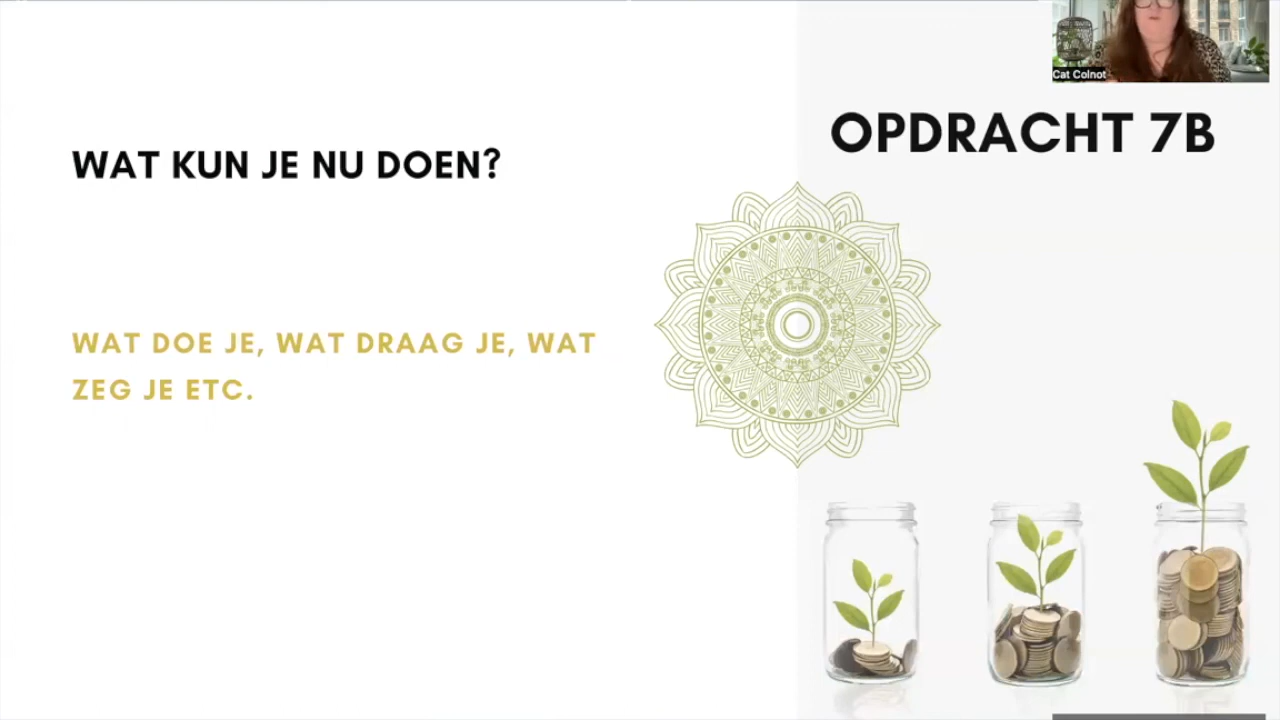 Cat Colnot
OPDRACHT 7B
WAT KUN JE NU DOEN?
WAT DOE JE, WAT DRAAG JE, WAT
ZEG JE ETC.